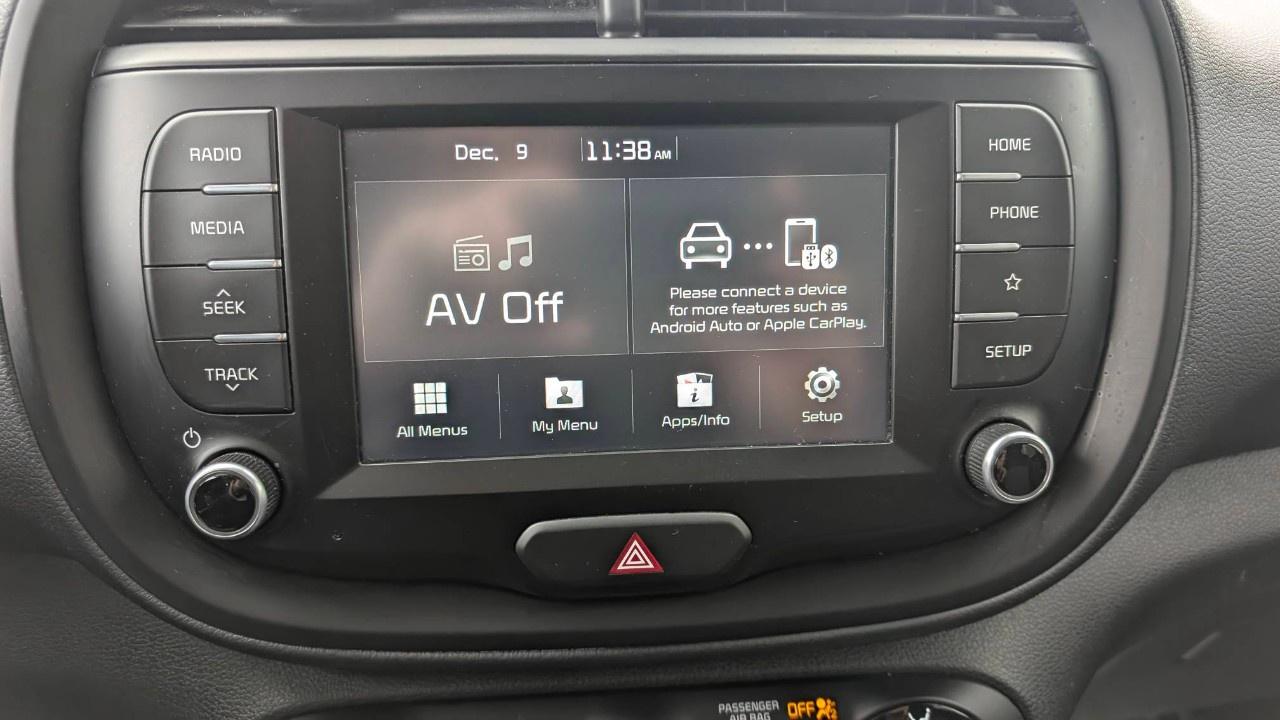 RADIO
MEDIA
SEEK
TRACK
Dec. 9 11:38 AM
AV Off
Please connect a device
for more features such as
Android Auto or Apple CarPlay.
All Menus
My Menu
Apps/Info
Setup
HOME
PHONE
SETUP
PASSENGER
AIR BAG
OFF